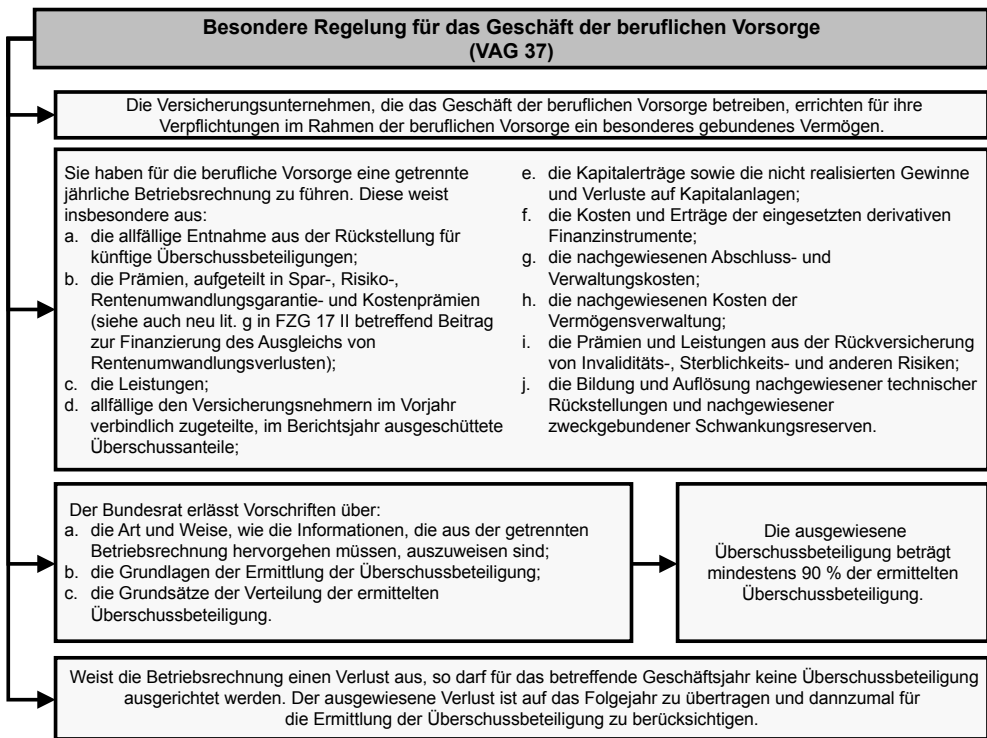 Besondere Regelung für das Geschäft der beruflichen Vorsorge
(VAG 37)
Die Versicherungsunternehmen, die das Geschäft der beruflichen Vorsorge betreiben, errichten für ihre
Verpflichtungen im Rahmen der beruflichen Vorsorge ein besonderes gebundenes Vermögen.
Sie haben für die berufliche Vorsorge eine getrennte
jährliche Betriebsrechnung zu führen. Diese weist
insbesondere aus:
a. die allfällige Entnahme aus der Rückstellung für
künftige Überschussbeteiligungen;
b. die Prämien, aufgeteilt in Spar-, Risiko-,
Rentenumwandlungsgarantie- und Kostenprämien
(siehe auch neu lit. g in FZG 17 II betreffend Beitrag
zur Finanzierung des Ausgleichs von
Rentenumwandlungsverlusten);
c. die Leistungen;
d. allfällige den Versicherungsnehmern im Vorjahr
verbindlich zugeteilte, im Berichtsjahr ausgeschüttete
Überschussanteile;
e. die Kapitalerträge sowie die nicht realisierten Gewinne
und Verluste auf Kapitalanlagen;
f. die Kosten und Erträge der eingesetzten derivativen
Finanzinstrumente;
g. die nachgewiesenen Abschluss- und
Verwaltungskosten;
h. die nachgewiesenen Kosten der
Vermögensverwaltung;
i. die Prämien und Leistungen aus der Rückversicherung
von Invaliditäts-, Sterblichkeits- und anderen Risiken;
j. die Bildung und Auflösung nachgewiesener technischer
Rückstellungen und nachgewiesener
zweckgebundener Schwankungsreserven.
Der Bundesrat erlässt Vorschriften über:
a. die Art und Weise, wie die Informationen, die aus der getrennten
Betriebsrechnung hervorgehen müssen, auszuweisen sind;
b. die Grundlagen der Ermittlung der Überschussbeteiligung;
c. die Grundsätze der Verteilung der ermittelten
Überschussbeteiligung.
Die ausgewiesene
Überschussbeteiligung beträgt
mindestens 90 % der ermittelten
Überschussbeteiligung.
Weist die Betriebsrechnung einen Verlust aus, so darf für das betreffende Geschäftsjahr keine Überschussbeteiligung
ausgerichtet werden. Der ausgewiesene Verlust ist auf das Folgejahr zu übertragen und dannzumal für
die Ermittlung der Überschussbeteiligung zu berücksichtigen.